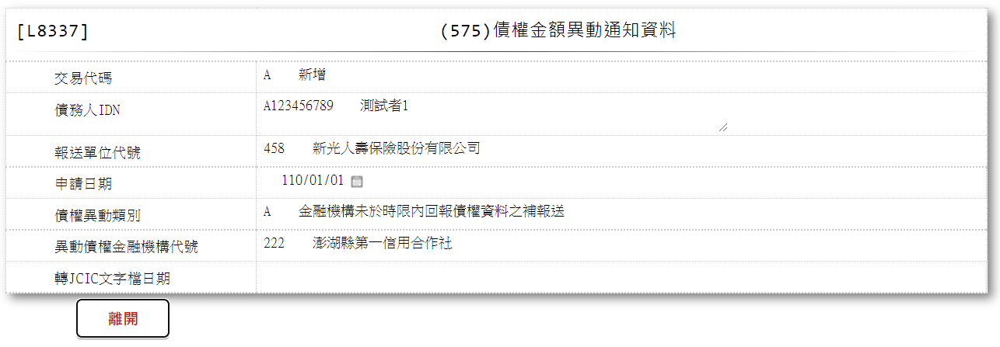 [L8337] (575)債權金額異動通知資料
交易代碼 A 新增
債務人IDN A123456789 測試者1
報送單位代號 458 新光人壽保險股份有限公司
申請日期 110/01/01
債權異動類別 A 金融機構未於時限內回報債權資料之補報送
異動債權金融機構代號 222 澎湖縣第一信用合作社
轉JCIC文字檔日期
離開